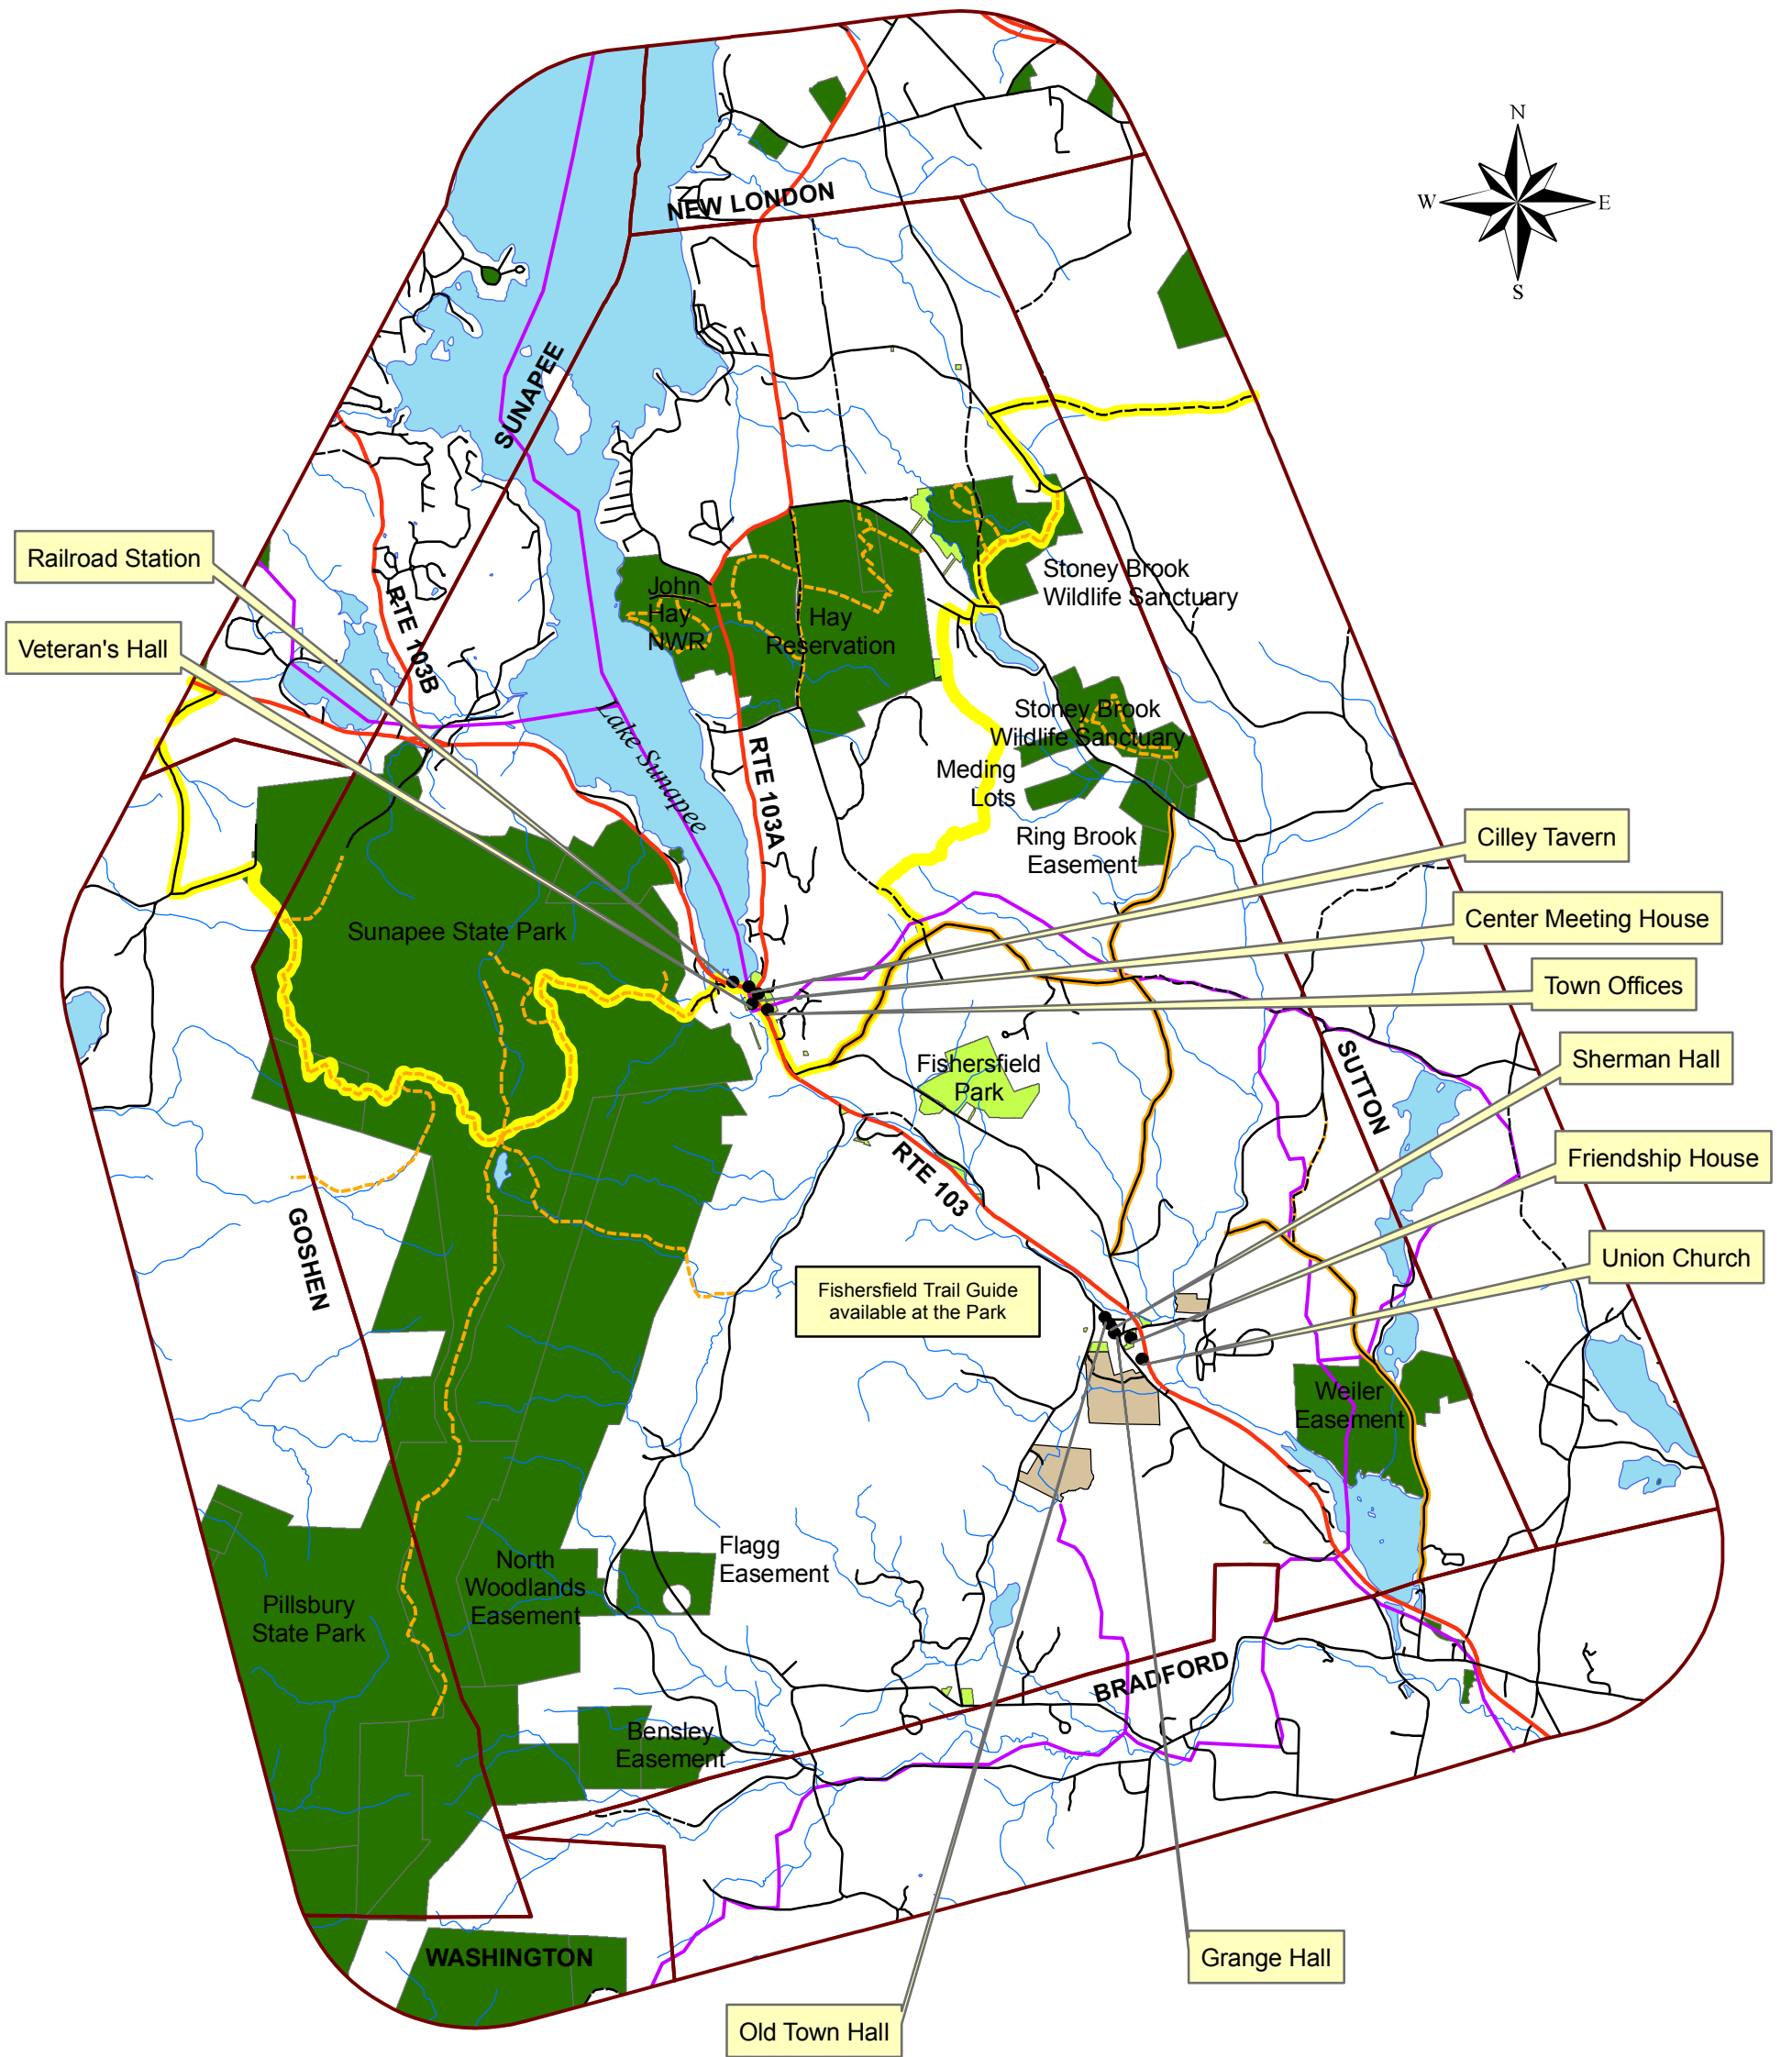 N
W
E
S
NEW LONDON
SUNAPEE
Railroad Station
Veteran's Hall
RTE 103B
John
Hay
NWR
Hay
Reservation
Stoney Brook
Wildlife Sanctuary
Stoney Brook
Wildlife Sanctuary
Lake Sunapee
RTE 103A
Meding
Lots
Ring Brook
Easement
Cilley Tavern
Center Meeting House
Town Offices
Sherman Hall
Friendship House
Union Church
Sunapee State Park
Fishersfield
Park
SUTTON
RTE 103
GOSHEN
Fishersfield Trail Guide
available at the Park
Weiler
Easement
North
Woodlands
Easement
Flagg
Easement
Pillsbury
State Park
BRADFORD
Bensley
Easement
WASHINGTON
Grange Hall
Old Town Hall